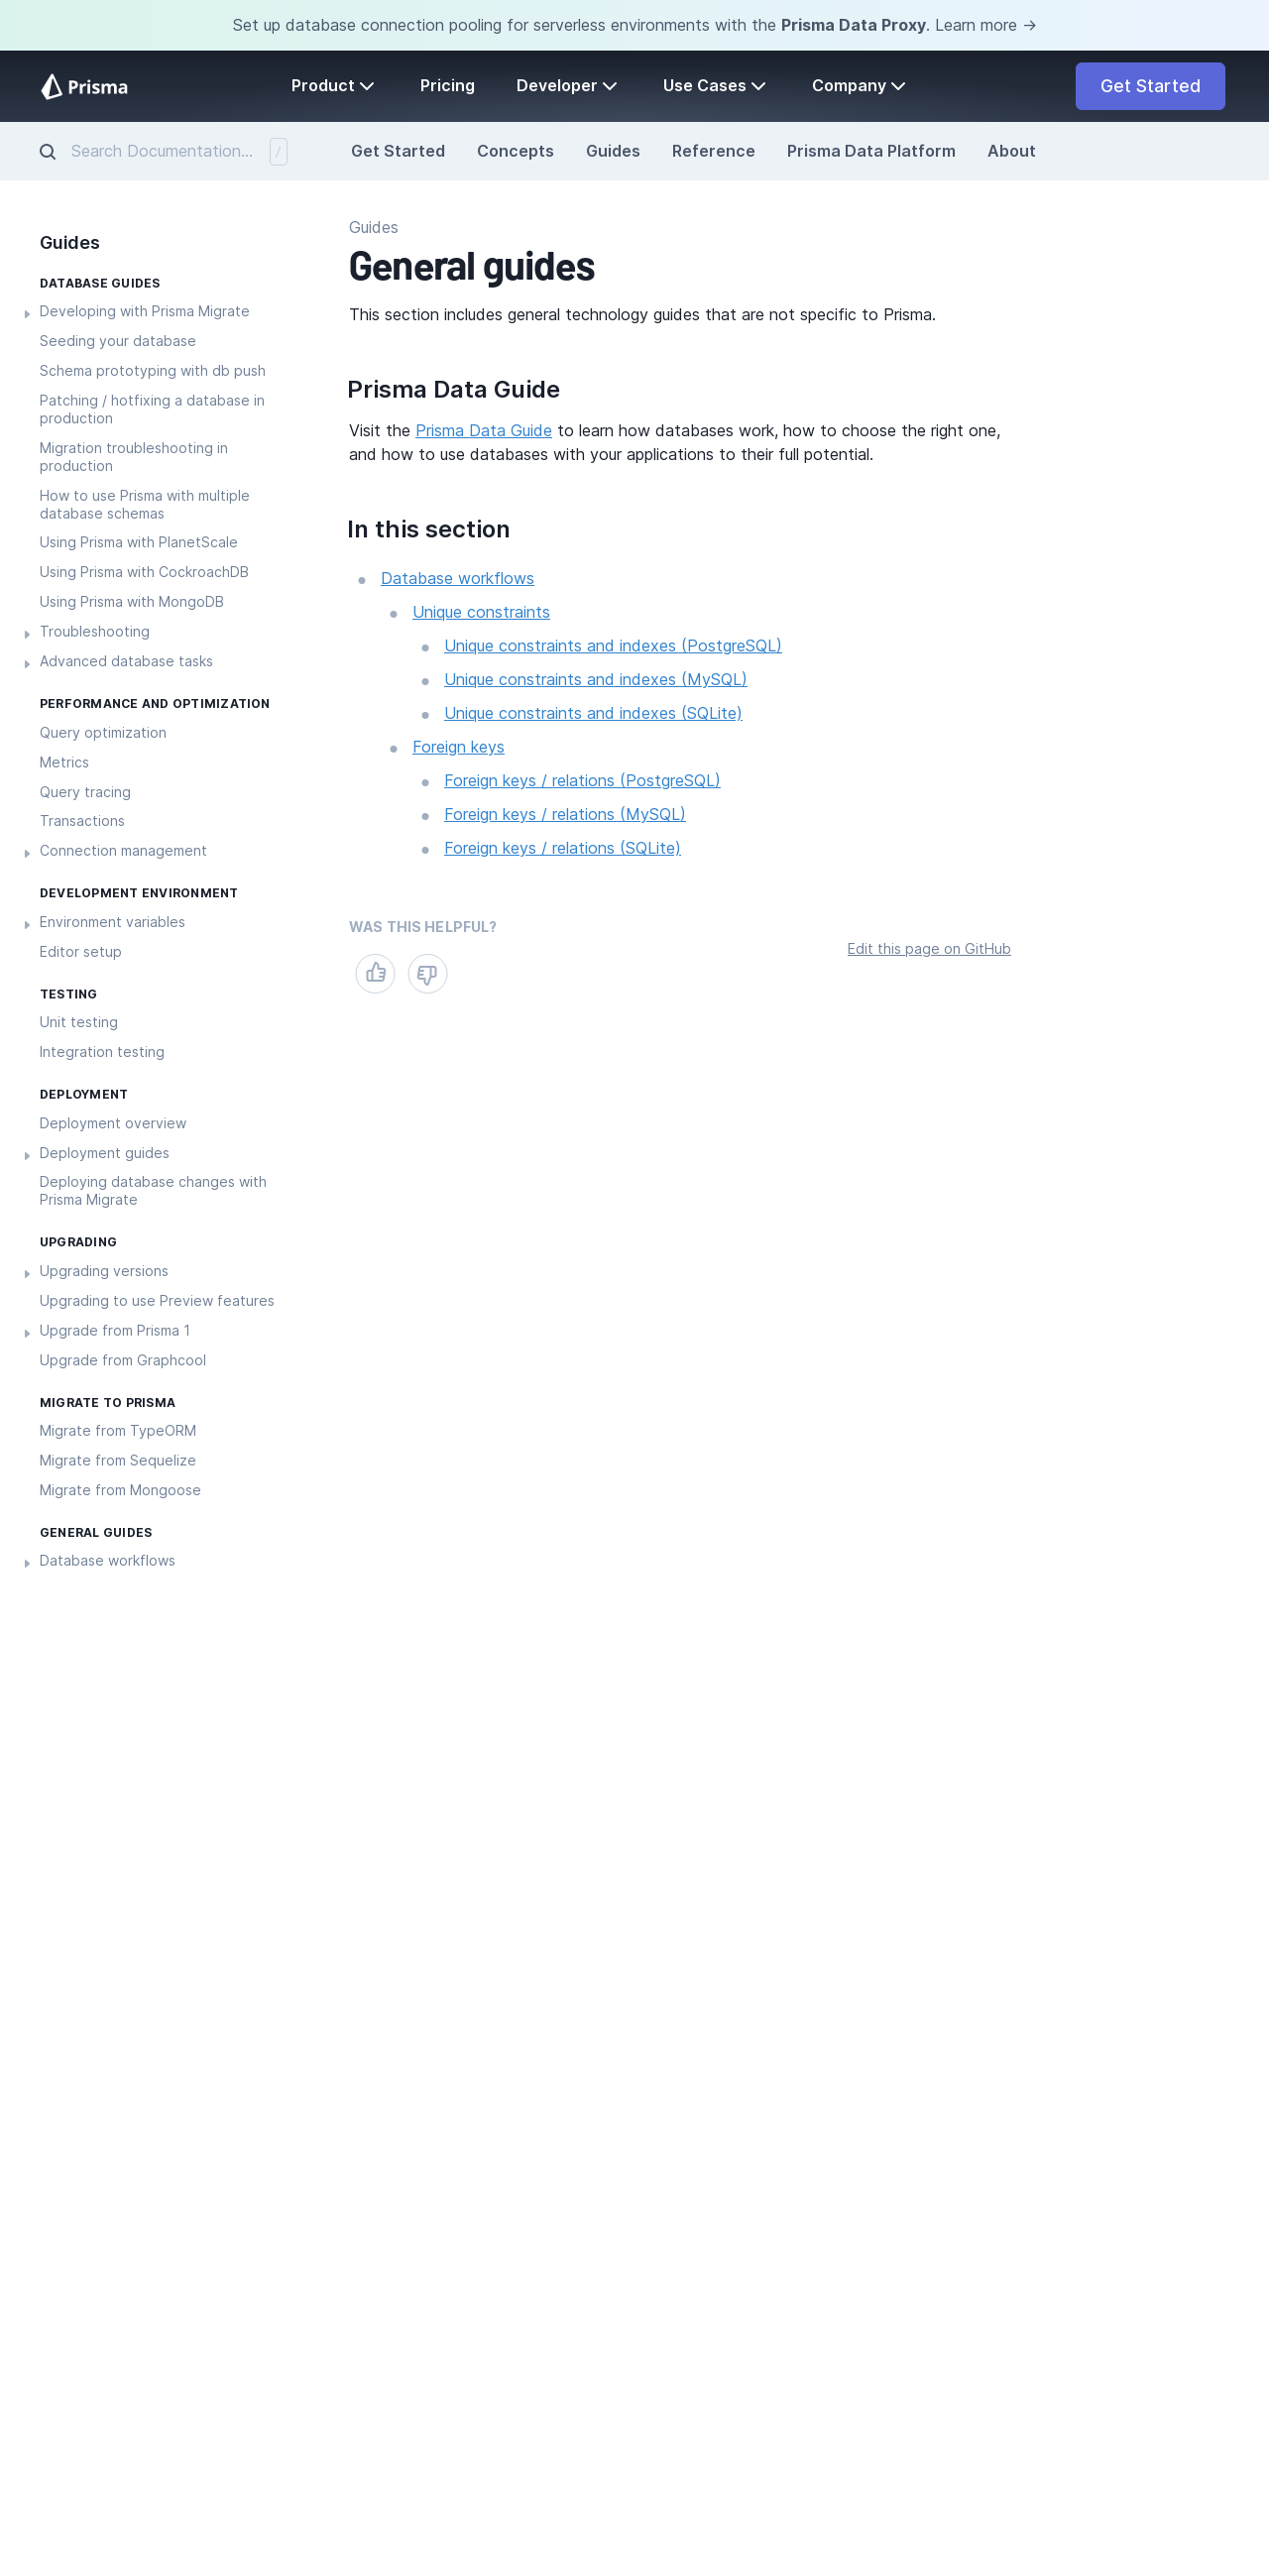 Set up database connection pooling for serverless environments with the Prisma Data Proxy. Learn more →
Prisma
Product
Pricing
Developer
Use Cases
Company
Get Started
Search Documentation...
/
Get Started
Concepts
Guides
Reference
Prisma Data Platform
About
Guides
DATABASE GUIDES
Developing with Prisma Migrate
Seeding your database
Schema prototyping with db push
Patching / hotfixing a database in
production
Migration troubleshooting in
production
How to use Prisma with multiple
database schemas
Using Prisma with PlanetScale
Using Prisma with CockroachDB
Using Prisma with MongoDB
Troubleshooting
Advanced database tasks
PERFORMANCE AND OPTIMIZATION
Query optimization
Metrics
Query tracing
Transactions
Connection management
DEVELOPMENT ENVIRONMENT
Environment variables
Editor setup
TESTING
Unit testing
Integration testing
DEPLOYMENT
Deployment overview
Deployment guides
Deploying database changes with
Prisma Migrate
UPGRADING
Upgrading versions
Upgrading to use Preview features
Upgrade from Prisma 1
Upgrade from Graphcool
MIGRATE TO PRISMA
Migrate from TypeORM
Migrate from Sequelize
Migrate from Mongoose
GENERAL GUIDES
Database workflows
Guides
General guides
This section includes general technology guides that are not specific to Prisma.
Prisma Data Guide
Visit the Prisma Data Guide to learn how databases work, how to choose the right one,
and how to use databases with your applications to their full potential.
In this section
Database workflows
Unique constraints
Unique constraints and indexes (PostgreSQL)
Unique constraints and indexes (MySQL)
Unique constraints and indexes (SQLite)
Foreign keys
Foreign keys / relations (PostgreSQL)
Foreign keys / relations (MySQL)
Foreign keys / relations (SQLite)
WAS THIS HELPFUL?
Edit this page on GitHub